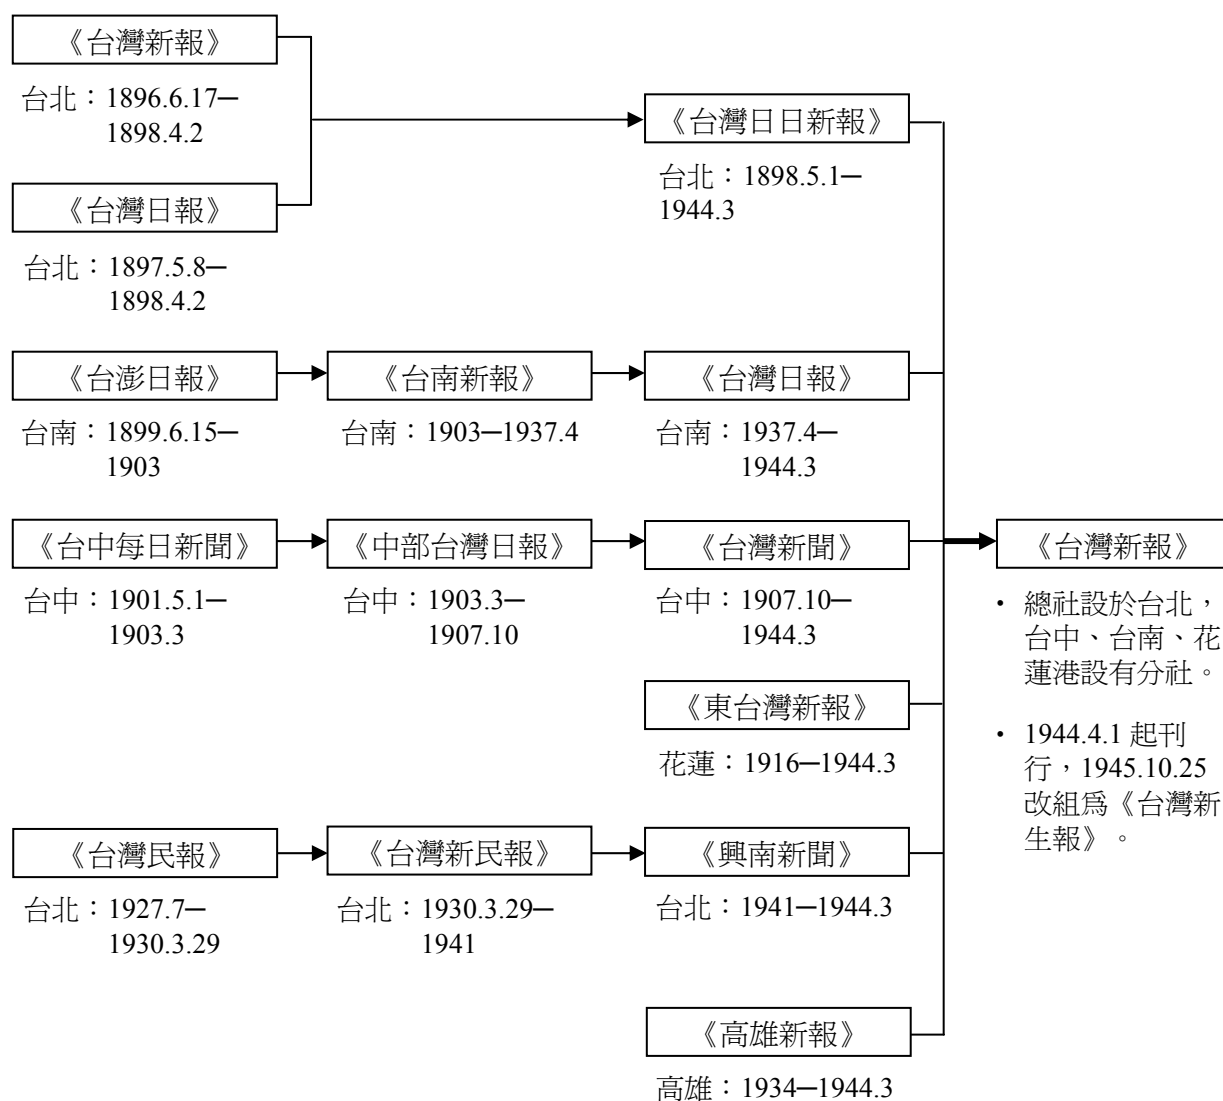 《台灣新報》
台北：1896.6.17─
1898.4.2
《台灣日報》
台北：1897.5.8─
1898.4.2
《台灣日日新報》
台北：1898.5.1─
1944.3
《台澎日報》
台南：1899.6.15─
1903
《台南新報》
台南：1903─1937.4
《台灣日報》
台南：1937.4─
1944.3
《台中每日新聞》
台中：1901.5.1─
1903.3
《中部台灣日報》
台中：1903.3─
1907.10
《台灣新聞》
台中：1907.10─
1944.3
《東台灣新報》
花蓮：1916─1944.3
《台灣民報》
台北：1927.7─
1930.3.29
《台灣新民報》
台北：1930.3.29─
1941
《興南新聞》
台北：1941─1944.3
《高雄新報》
高雄：1934─1944.3
《台灣新報》
・ 總社設於台北，
台中、台南、花
蓮港設有分社。
・ 1944.4.1 起刊
行，1945.10.25
改組爲《台灣新
生報》。